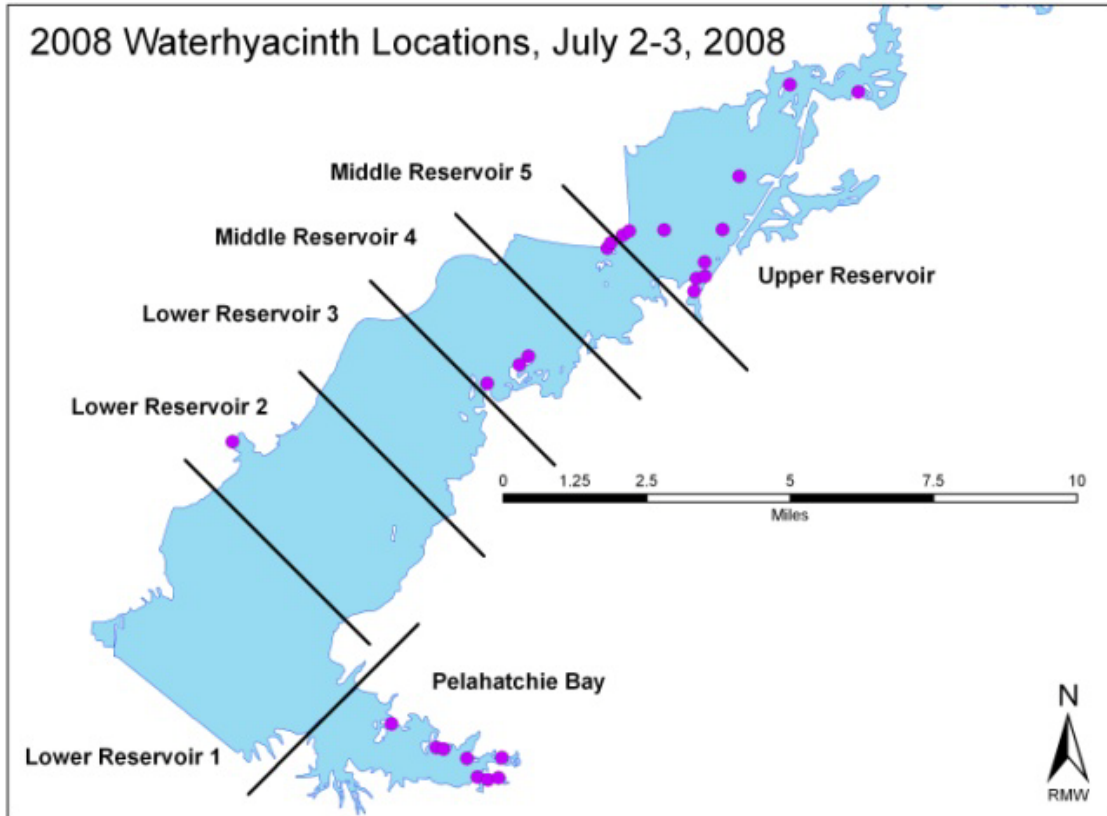 2008 Waterhyacinth Locations, July 2-3, 2008
Middle Reservoir 5
Middle Reservoir 4
Upper Reservoir
Lower Reservoir 3
Lower Reservoir 2
0 1.25 5 7.5 10
2.5
Miles
Pelahatchie Bay
Lower Reservoir 1
N
RMW